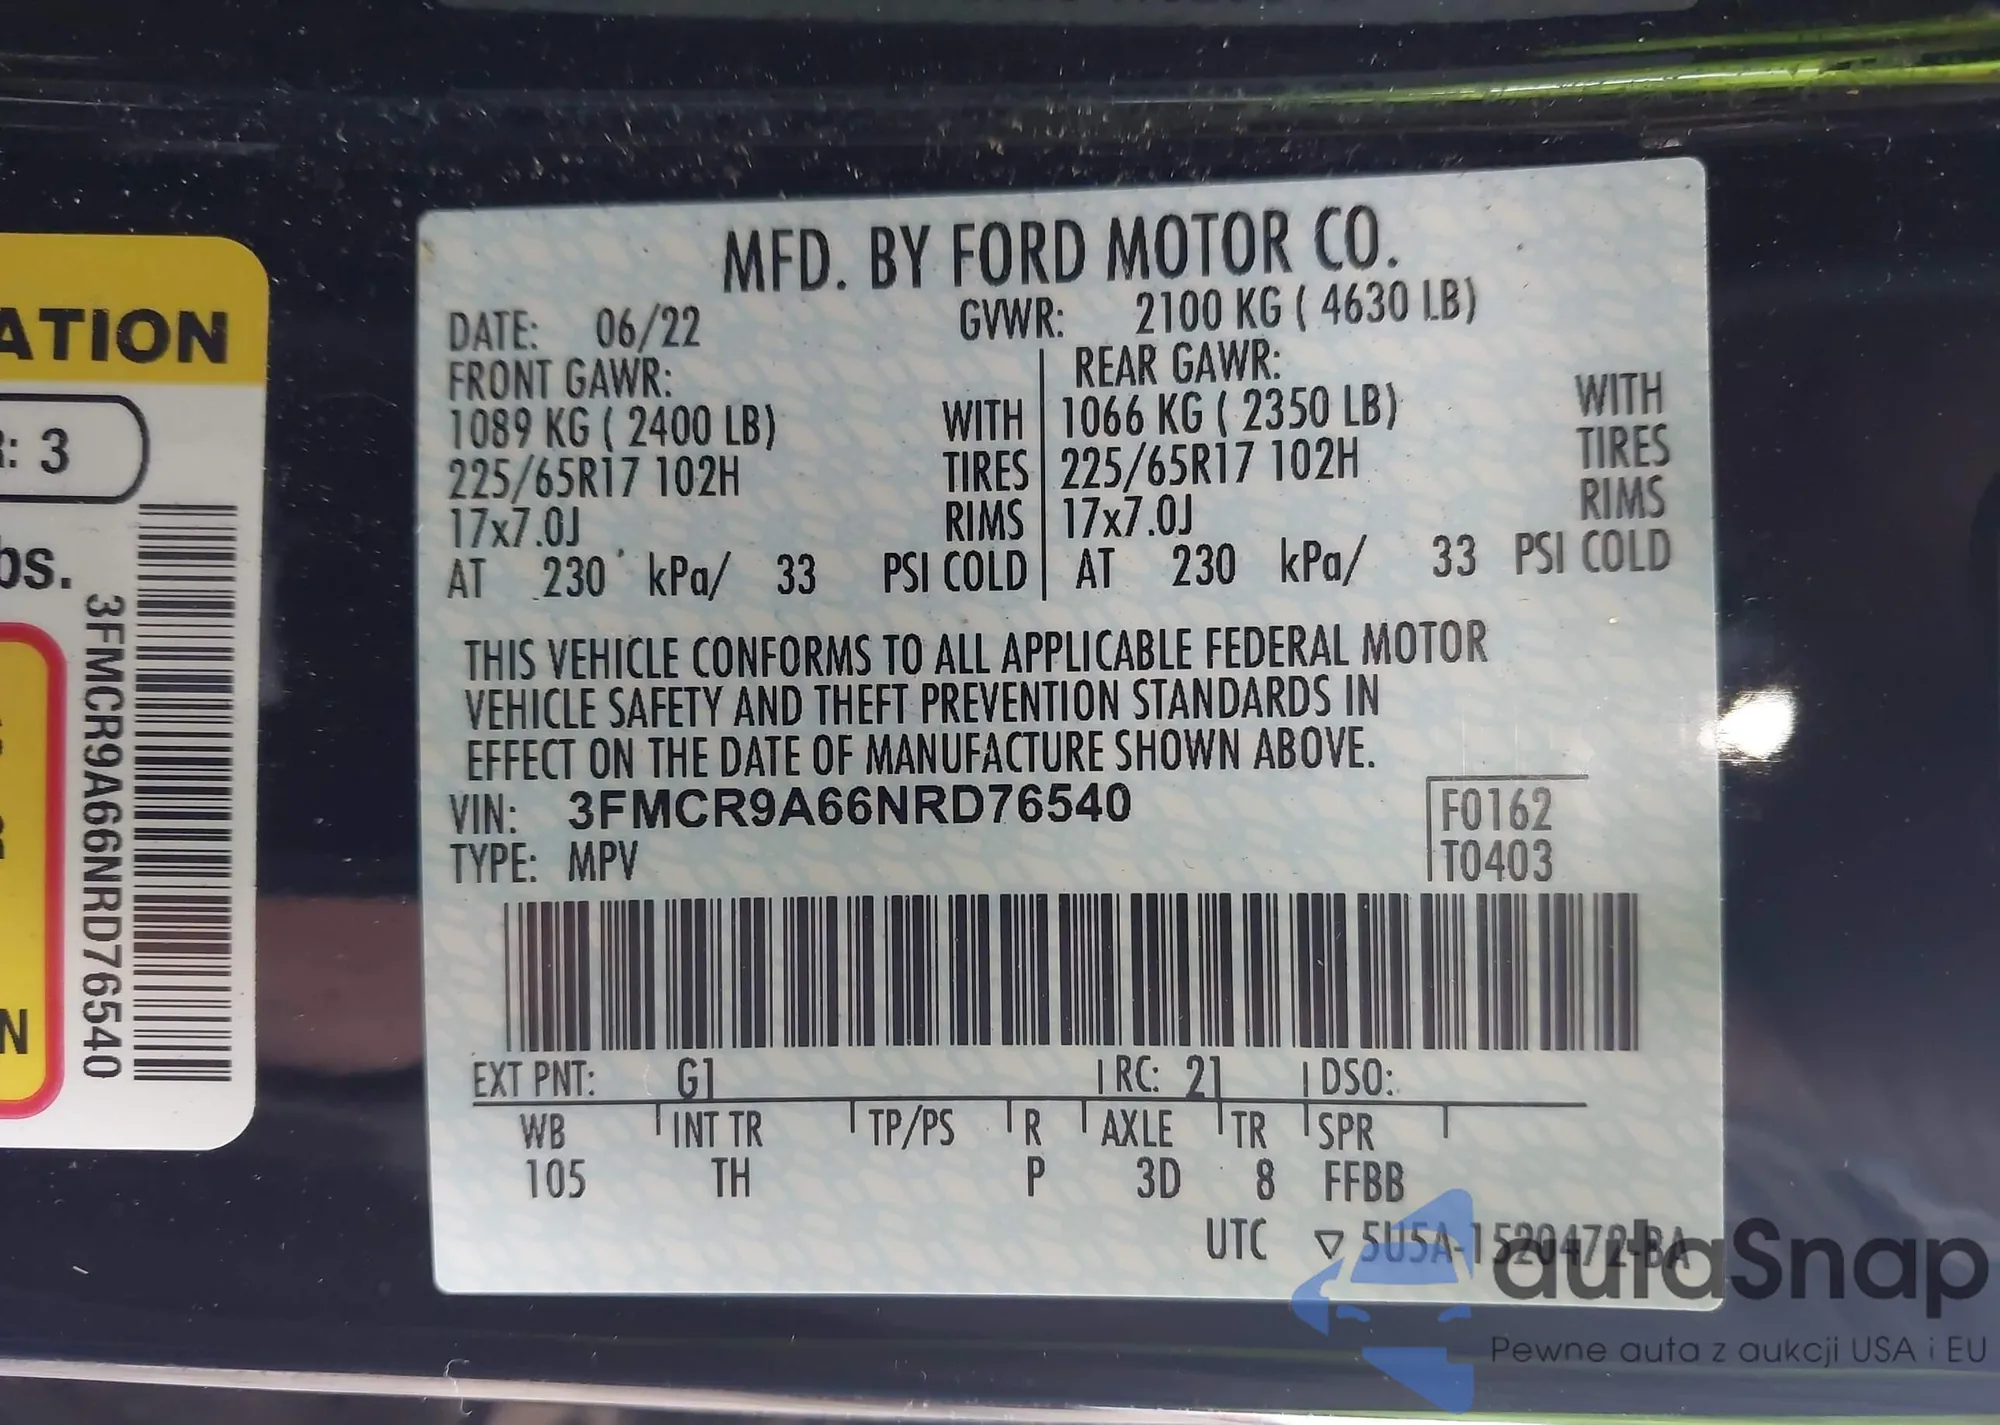 ATION
: 3
bs.
3FMCR9A66NRD76540
N
MFD. BY FORD MOTOR CO.
DATE: 06/22 GVWR: 2100 KG ( 4630 LB)
FRONT GAWR: REAR GAWR:
1089 KG ( 2400 LB) WITH 1066 KG ( 2350 LB) WITH
225/65R17 102H TIRES 225/65R17 102H TIRES
17x7.0J RIMS 17x7.0J RIMS
AT 230 kPa/ 33 PSI COLD AT 230 kPa/ 33 PSI COLD
THIS VEHICLE CONFORMS TO ALL APPLICABLE FEDERAL MOTOR
VEHICLE SAFETY AND THEFT PREVENTION STANDARDS IN
EFFECT ON THE DATE OF MANUFACTURE SHOWN ABOVE.
VIN: 3FMCR9A66NRD76540 F0162
TYPE: MPV T0403
EXT PNT: G1 RC: 21 DSO:
WB INT TR TP/PS R AXLE TR SPR
105 TH P 3D 8 FFBB
UTC ▽ 5U5A-1520472-BA
autaSnap
Pewne auta z aukcji USA i EU